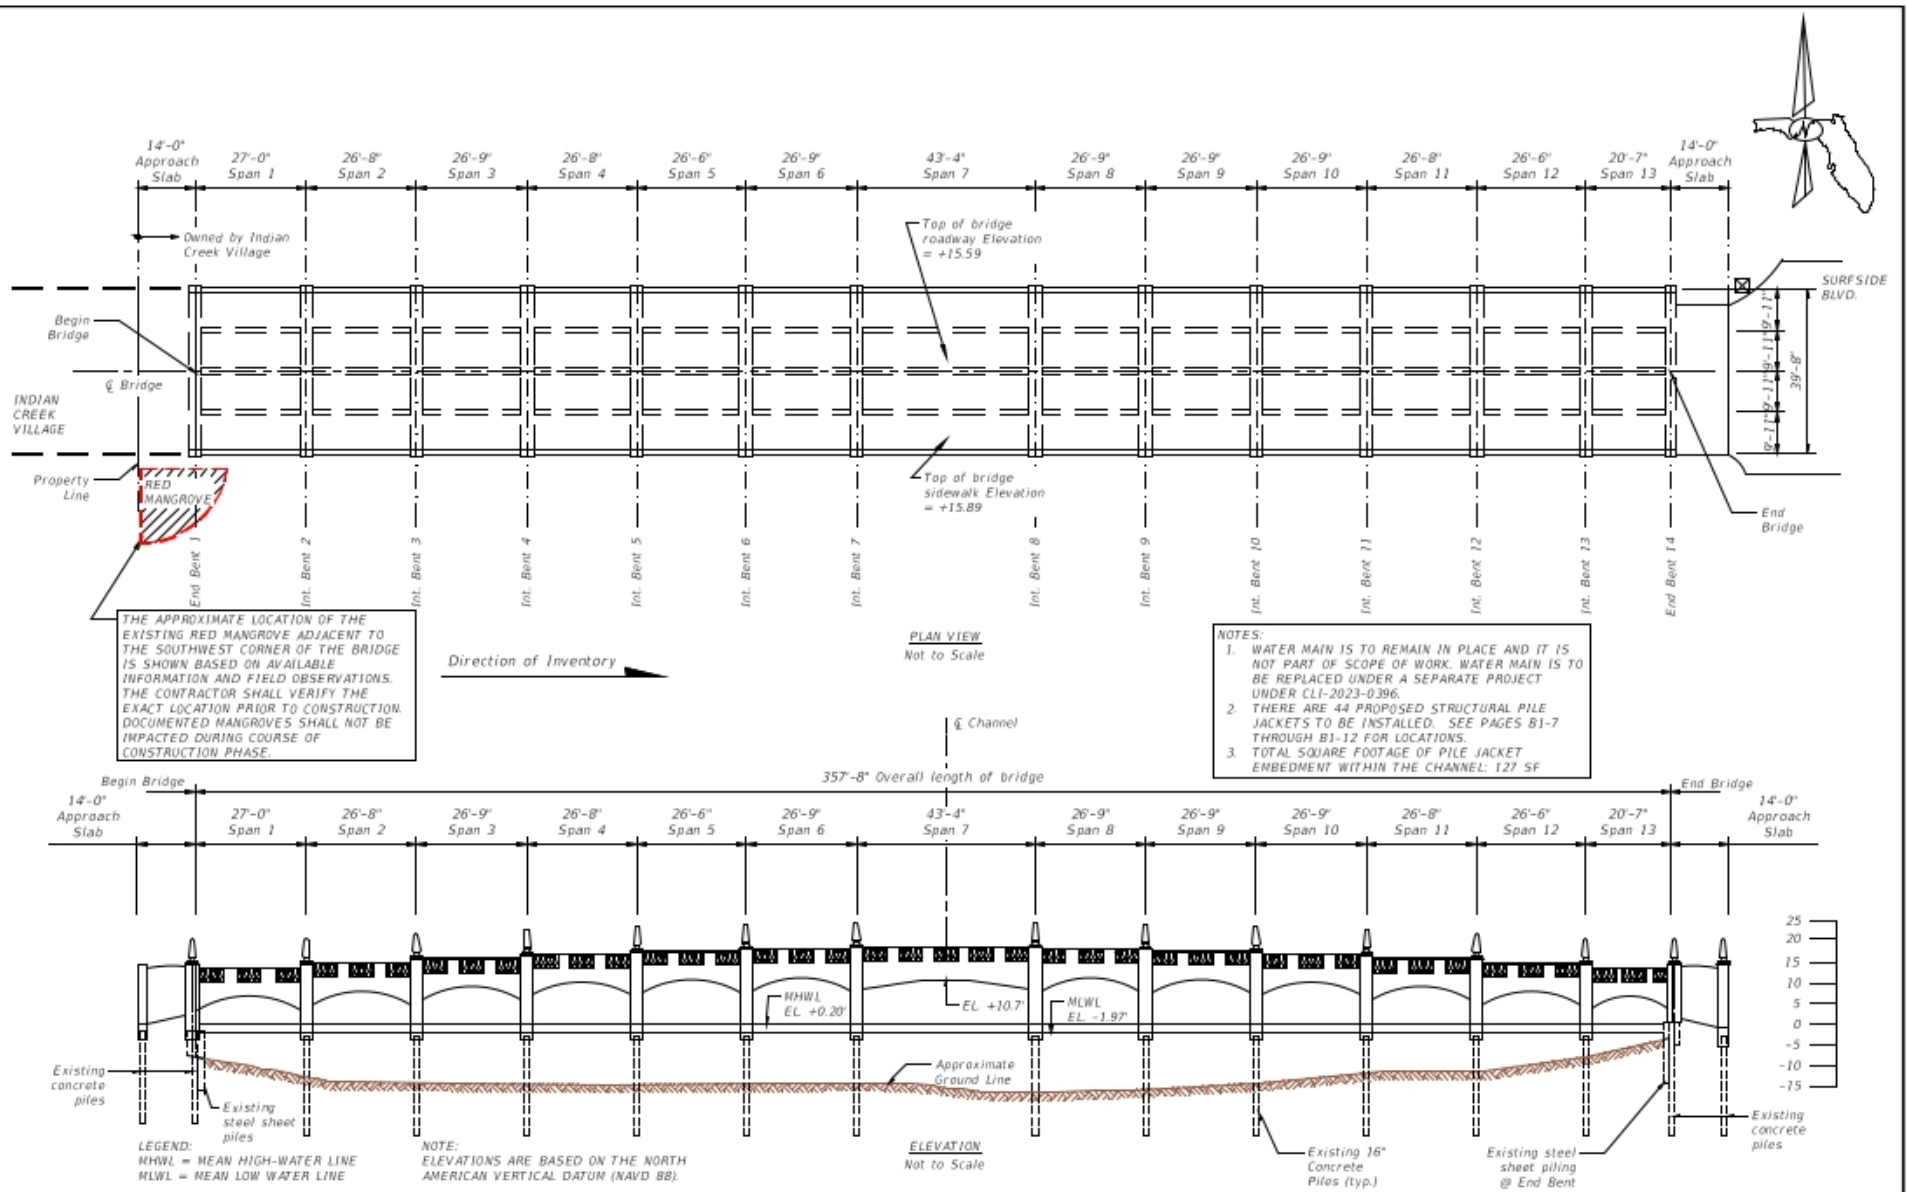 14'-0"
Approach
Slab
27'-0"
Span 1
26'-8"
Span 2
26'-9"
Span 3
26'-8"
Span 4
26'-6"
Span 5
26'-9"
Span 6
43'-4"
Span 7
26'-9"
Span 8
26'-9"
Span 9
26'-9"
Span 10
26'-8"
Span 11
26'-6"
Span 12
20'-7"
Span 13
14'-0"
Approach
Slab
N
Owned by Indian
Creek Village
Top of bridge
roadway Elevation
= +15.59
SURFSIDE
BLVD.
Begin
Bridge
℄ Bridge
INDIAN
CREEK
VILLAGE
9'-11"
9'-11"
9'-11"
9'-11"
39'-8"
Property
Line
RED
MANGROVE
Top of bridge
sidewalk Elevation
= +15.89
End
Bridge
End Bent 1
Int. Bent 2
Int. Bent 3
Int. Bent 4
Int. Bent 5
Int. Bent 6
Int. Bent 7
Int. Bent 8
Int. Bent 9
Int. Bent 10
Int. Bent 11
Int. Bent 12
Int. Bent 13
End Bent 14
THE APPROXIMATE LOCATION OF THE
EXISTING RED MANGROVE ADJACENT TO
THE SOUTHWEST CORNER OF THE BRIDGE
IS SHOWN BASED ON AVAILABLE
INFORMATION AND FIELD OBSERVATIONS.
THE CONTRACTOR SHALL VERIFY THE
EXACT LOCATION PRIOR TO CONSTRUCTION.
DOCUMENTED MANGROVES SHALL NOT BE
IMPACTED DURING COURSE OF
CONSTRUCTION PHASE.
Direction of Inventory
PLAN VIEW
Not to Scale
NOTES:
1. WATER MAIN IS TO REMAIN IN PLACE AND IT IS
NOT PART OF SCOPE OF WORK. WATER MAIN IS TO
BE REPLACED UNDER A SEPARATE PROJECT
UNDER CLI-2023-0396.
2. THERE ARE 44 PROPOSED STRUCTURAL PILE
JACKETS TO BE INSTALLED. SEE PAGES B1-7
THROUGH B1-12 FOR LOCATIONS.
3. TOTAL SQUARE FOOTAGE OF PILE JACKET
EMBEDMENT WITHIN THE CHANNEL: 127 SF
℄ Channel
Begin Bridge
357'-8" Overall length of bridge
End Bridge
14'-0"
Approach
Slab
27'-0"
Span 1
26'-8"
Span 2
26'-9"
Span 3
26'-8"
Span 4
26'-6"
Span 5
26'-9"
Span 6
43'-4"
Span 7
26'-9"
Span 8
26'-9"
Span 9
26'-9"
Span 10
26'-8"
Span 11
26'-6"
Span 12
20'-7"
Span 13
14'-0"
Approach
Slab
25
20
15
10
5
0
-5
-10
-15
MHWL
EL. +0.20'
EL. +10.7'
MLWL
EL. -1.97'
Approximate
Ground Line
Existing
concrete
piles
Existing
steel sheet
piles
Existing 16"
Concrete
Piles (typ.)
Existing steel
sheet piling
@ End Bent
Existing
concrete
piles
LEGEND:
MHWL = MEAN HIGH-WATER LINE
MLWL = MEAN LOW WATER LINE
NOTE:
ELEVATIONS ARE BASED ON THE NORTH
AMERICAN VERTICAL DATUM (NAVD 88).
ELEVATION
Not to Scale